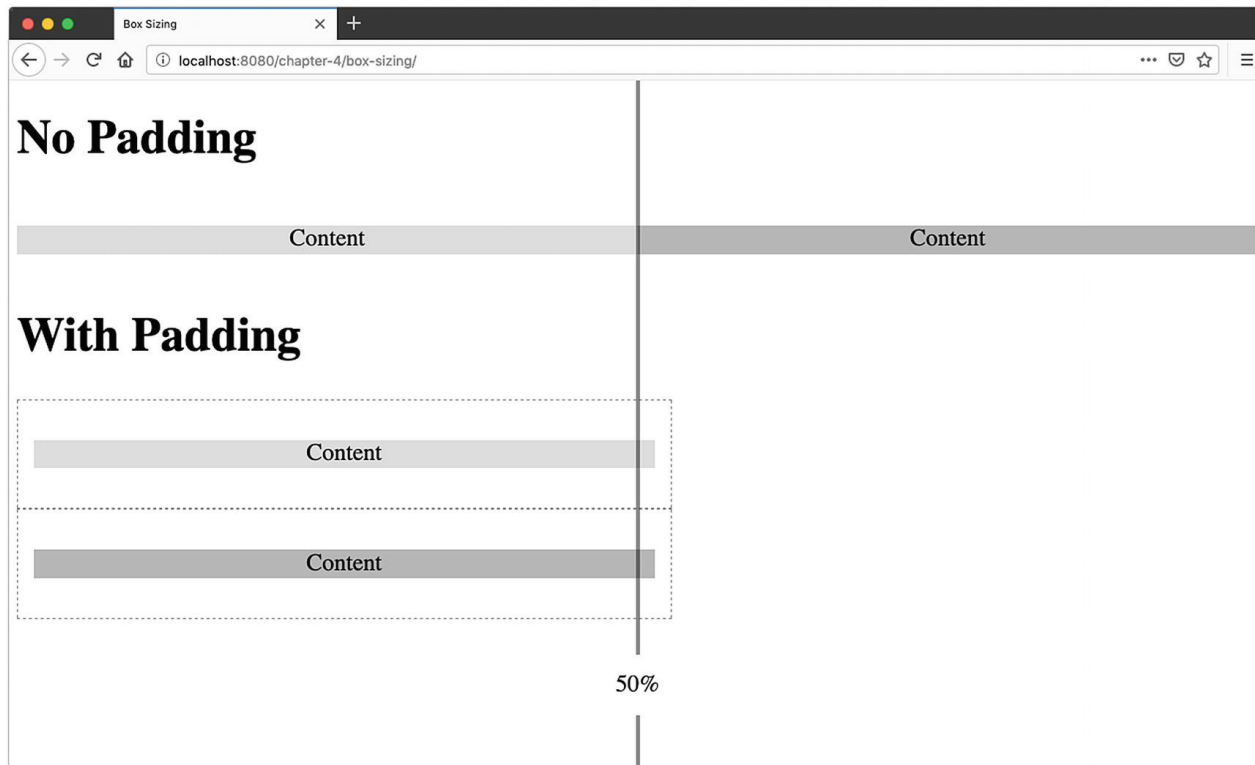 Box Sizing
localhost:8080/chapter-4/box-sizing/
No Padding
Content Content
With Padding
Content
Content
50%